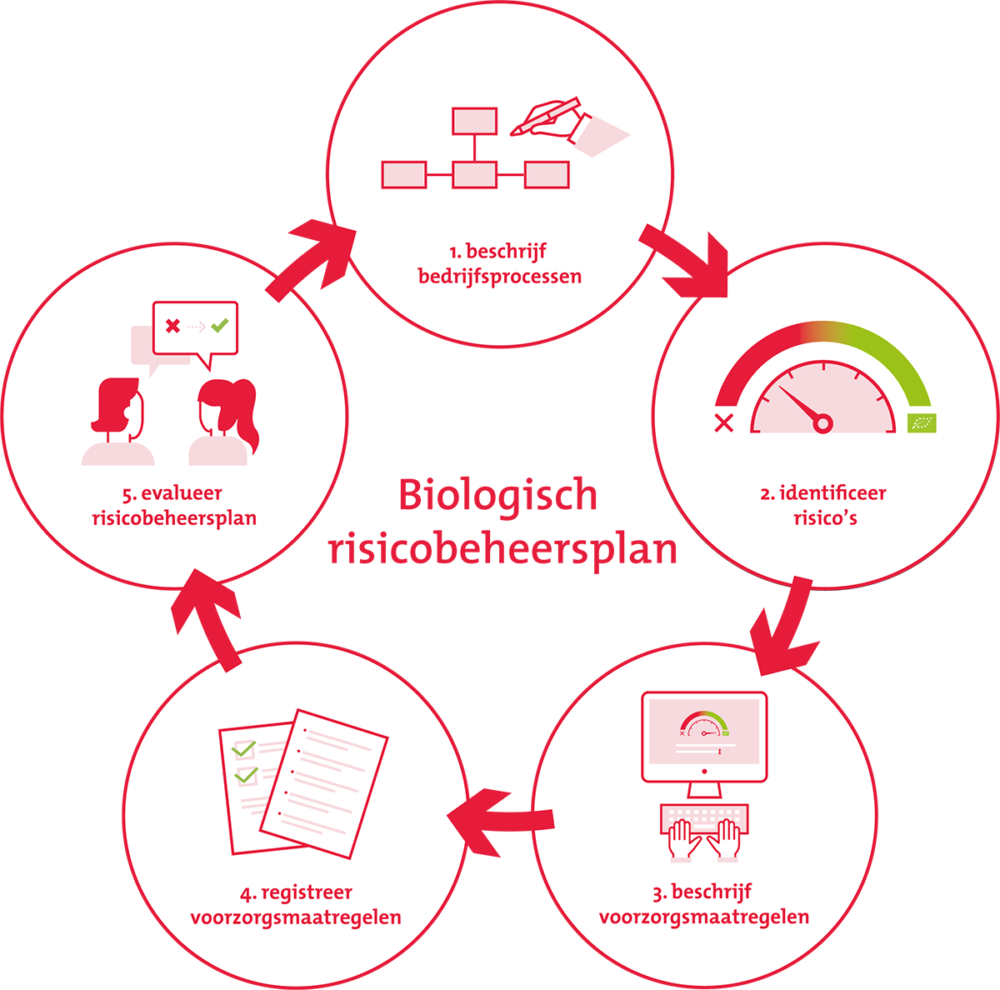 1. beschrijf
bedrijfsprocessen
2. identificeer
risico's
3. beschrijf
voorzorgsmaatregelen
4. registreer
voorzorgsmaatregelen
5. evalueer
risicobeheersplan
Biologisch
risicobeheersplan